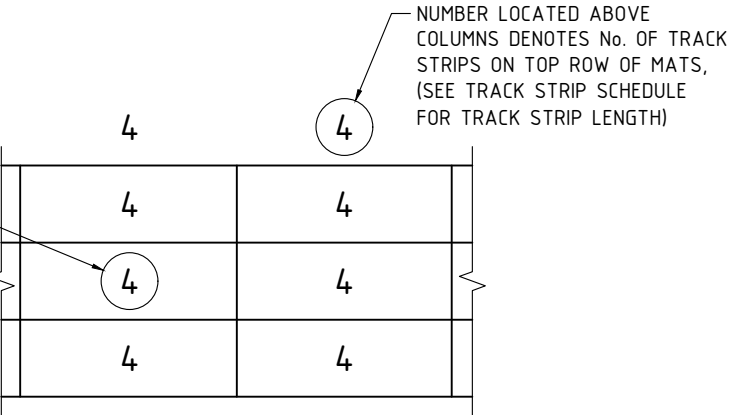 NUMBER LOCATED ABOVE
COLUMNS DENOTES No. OF TRACK
STRIPS ON TOP ROW OF MATS,
(SEE TRACK STRIP SCHEDULE
FOR TRACK STRIP LENGTH)
4 4
4 4
4 4
4 4